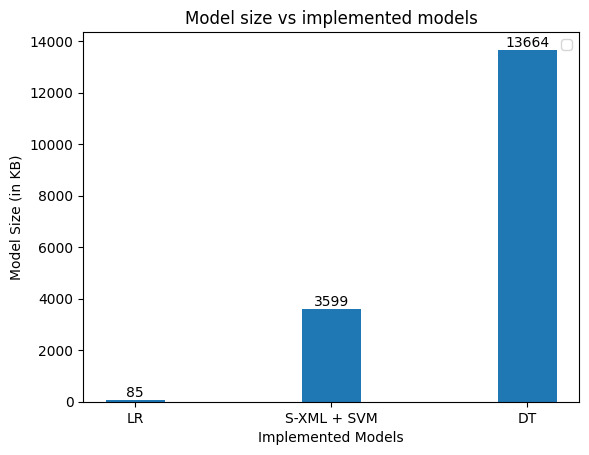 Model size vs implemented models
13664
14000
12000
10000
8000
6000
4000
2000
0
3599
85
Model Size (in KB)
LR
S-XML + SVM
DT
Implemented Models